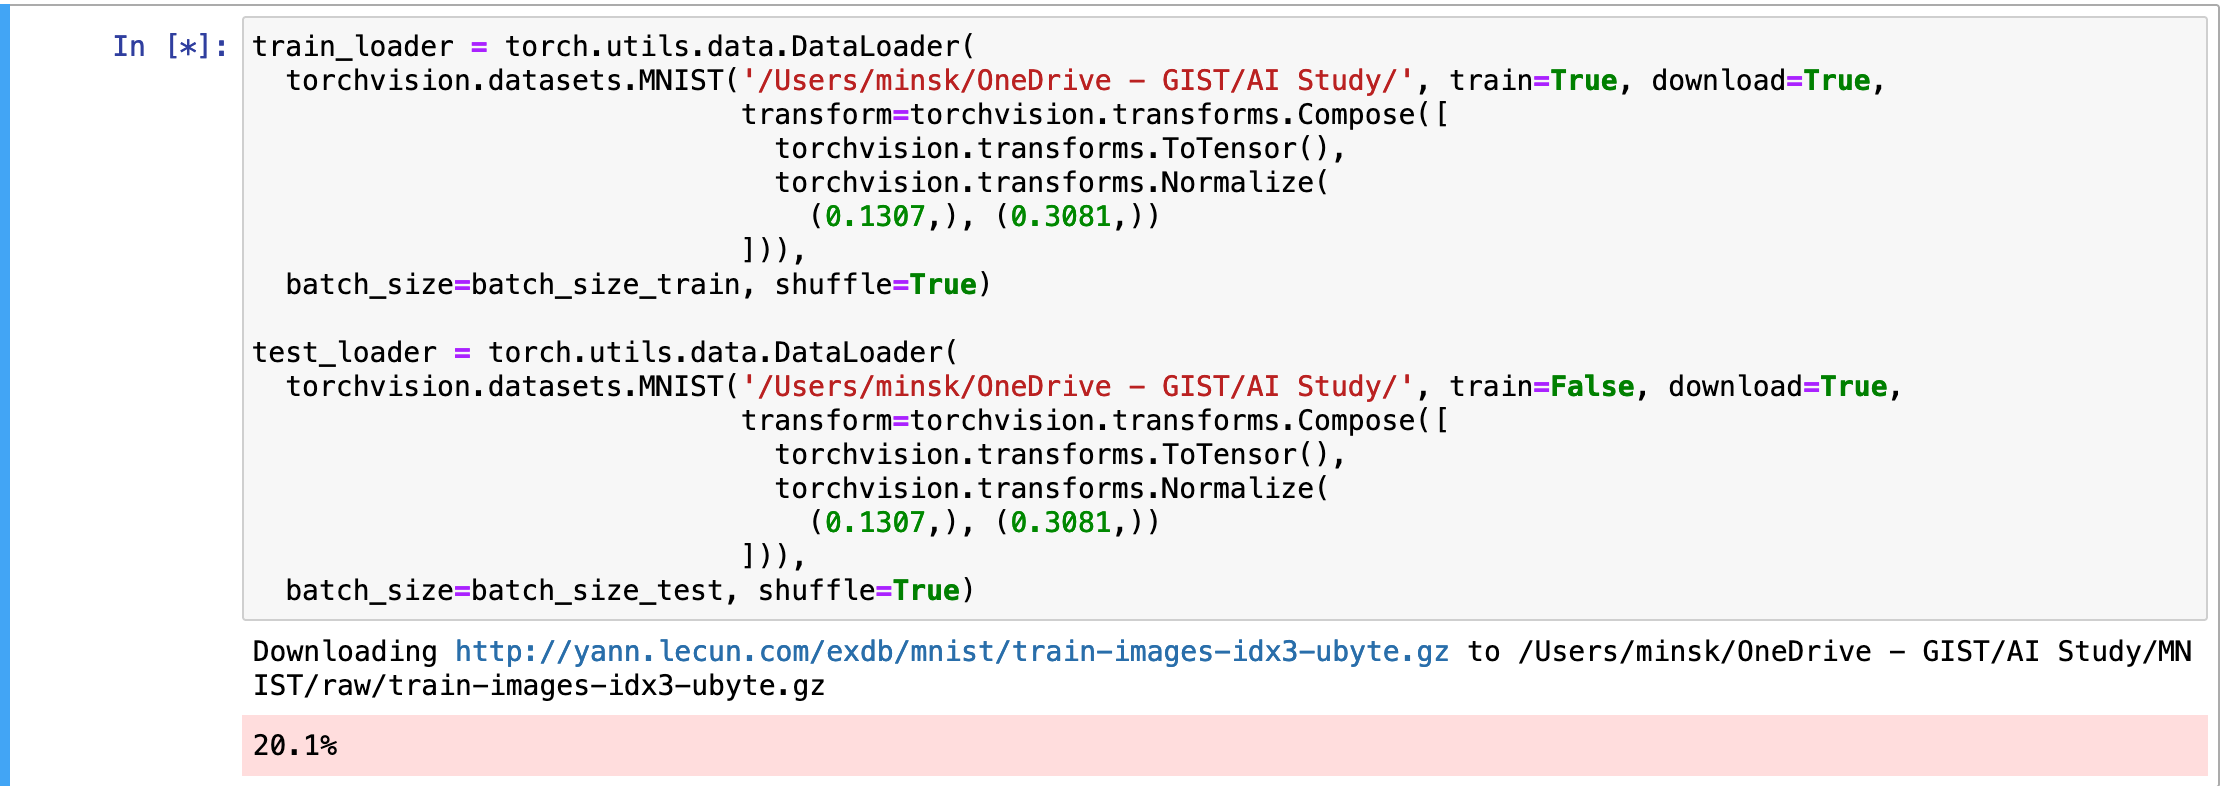 In [*]:
train_loader = torch.utils.data.DataLoader(
  torchvision.datasets.MNIST('/Users/minsk/OneDrive - GIST/AI Study/', train=True, download=True,
                             transform=torchvision.transforms.Compose([
                               torchvision.transforms.ToTensor(),
                               torchvision.transforms.Normalize(
                                 (0.1307,), (0.3081,))
                             ])),
  batch_size=batch_size_train, shuffle=True)

test_loader = torch.utils.data.DataLoader(
  torchvision.datasets.MNIST('/Users/minsk/OneDrive - GIST/AI Study/', train=False, download=True,
                             transform=torchvision.transforms.Compose([
                               torchvision.transforms.ToTensor(),
                               torchvision.transforms.Normalize(
                                 (0.1307,), (0.3081,))
                             ])),
  batch_size=batch_size_test, shuffle=True)
Downloading http://yann.lecun.com/exdb/mnist/train-images-idx3-ubyte.gz to /Users/minsk/OneDrive - GIST/AI Study/MN
IST/raw/train-images-idx3-ubyte.gz
20.1%